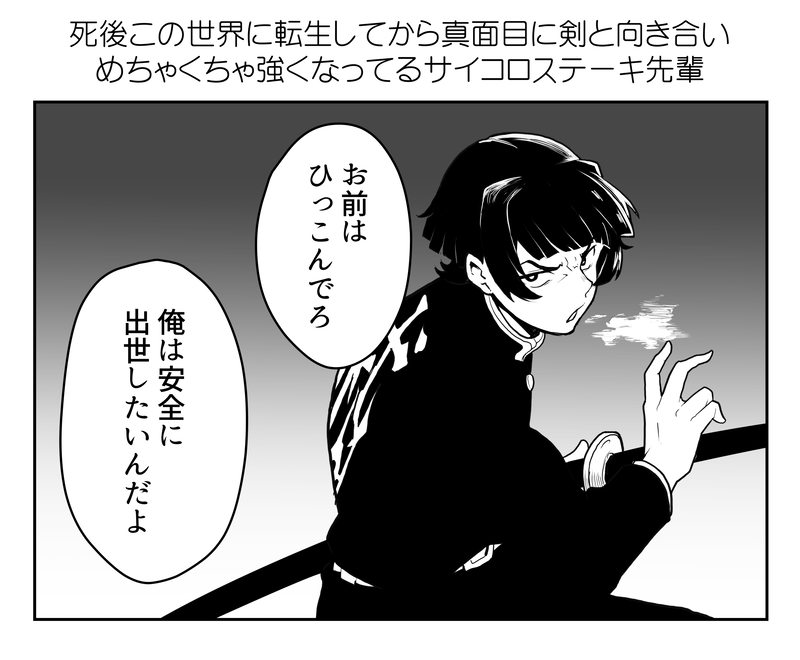 死後この世界に転生してから真面目に剣と向き合い
めちゃくちゃ強くなってるサイコロステーキ先輩
お前は
ひっこんでろ
俺は安全に
出世したいんだよ